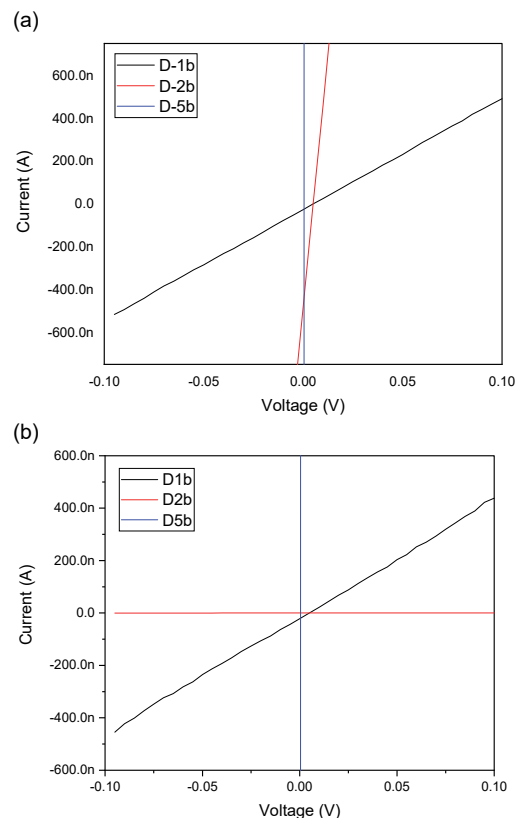 (a)
D-1b
D-2b
D-5b
600.0n
400.0n
200.0n
0.0
-200.0n
-400.0n
-600.0n
Current (A)
-0.10
-0.05
0.00
0.05
0.10
Voltage (V)
(b)
D1b
D2b
D5b
600.0n
400.0n
200.0n
0.0
-200.0n
-400.0n
-600.0n
Current (A)
-0.10
-0.05
0.00
0.05
0.10
Voltage (V)